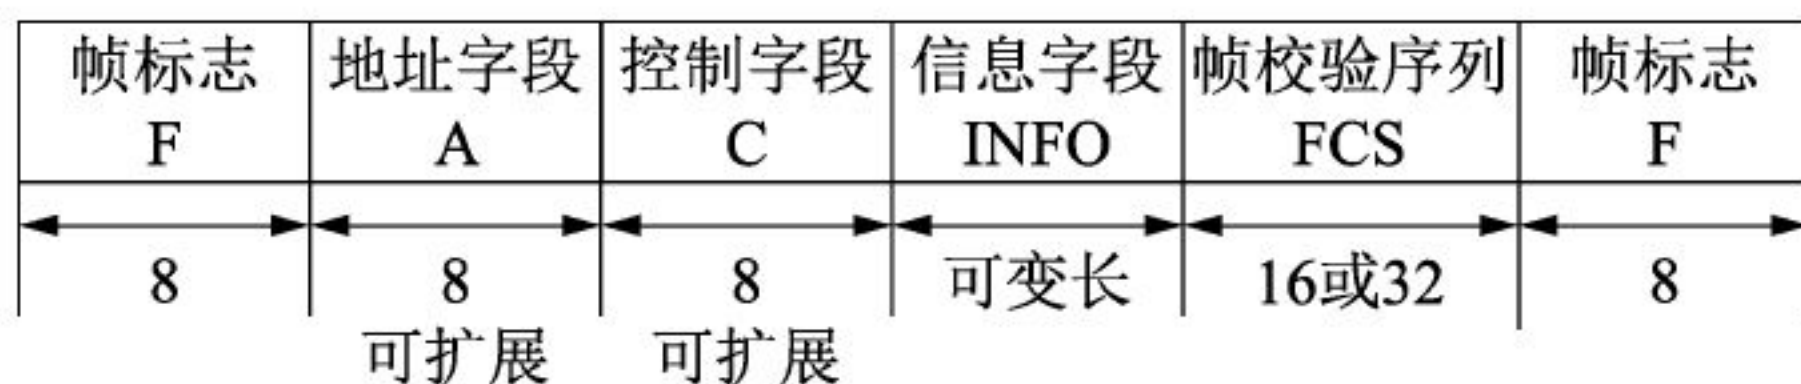 帧标志 地址字段 控制字段 信息字段 帧校验序列 帧标志
F A C INFO FCS F
8 8 8 可变长 16或32 8
可扩展 可扩展